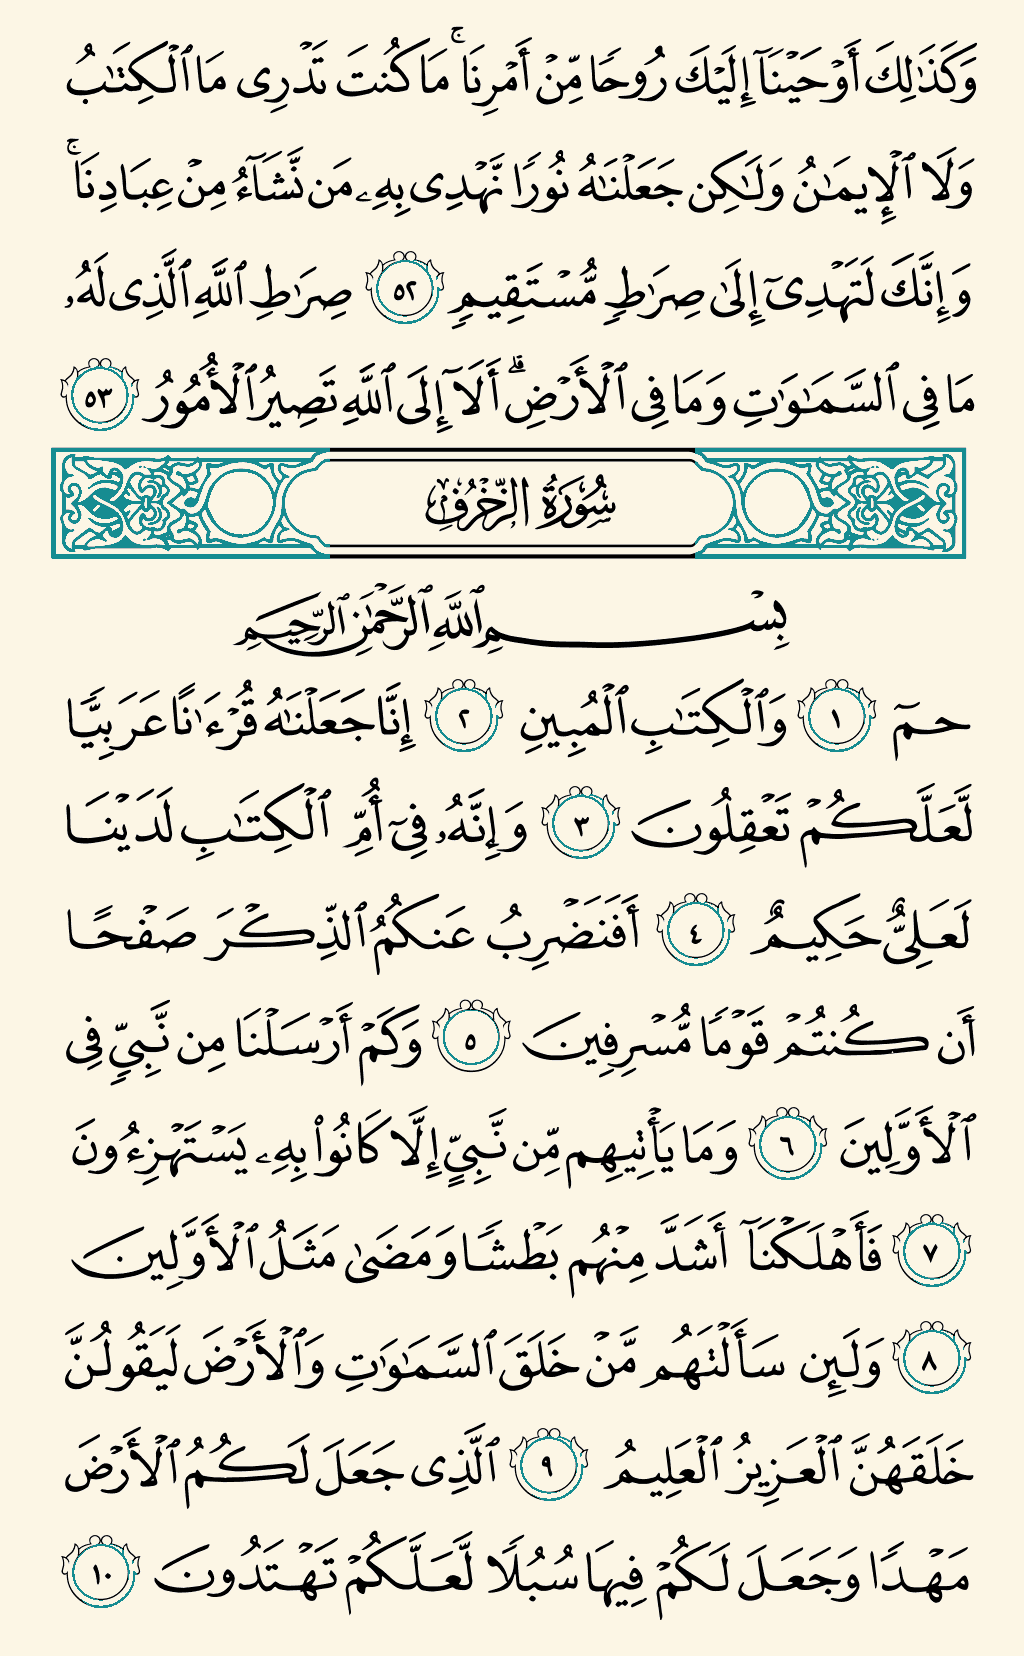 وَكَذَٰلِكَ أَوْحَيْنَآ إِلَيْكَ رُوحًا مِّنْ أَمْرِنَا ۚ مَا كُنتَ تَدْرِى مَا ٱلْكِتَٰبُ
وَلَا ٱلْإِيمَٰنُ وَلَٰكِن جَعَلْنَٰهُ نُورًا نَّهْدِى بِهِۦ مَن نَّشَآءُ مِنْ عِبَادِنَا ۚ
وَإِنَّكَ لَتَهْدِىٓ إِلَىٰ صِرَٰطٍ مُّسْتَقِيمٍ ٥٢ صِرَٰطِ ٱللَّهِ ٱلَّذِى لَهُۥ
مَا فِى ٱلسَّمَٰوَٰتِ وَمَا فِى ٱلْأَرْضِ ۗ أَلَآ إِلَى ٱللَّهِ تَصِيرُ ٱلْأُمُورُ ٥٣
سُورَةُ الزُّخْرُفِ
بِسْمِ ٱللَّهِ ٱلرَّحْمَٰنِ ٱلرَّحِيمِ
حمٓ ١ وَٱلْكِتَٰبِ ٱلْمُبِينِ ٢ إِنَّا جَعَلْنَٰهُ قُرْءَٰنًا عَرَبِيًّا
لَّعَلَّكُمْ تَعْقِلُونَ ٣ وَإِنَّهُۥ فِىٓ أُمِّ ٱلْكِتَٰبِ لَدَيْنَا
لَعَلِىٌّ حَكِيمٌ ٤ أَفَنَضْرِبُ عَنكُمُ ٱلذِّكْرَ صَفْحًا
أَن كُنتُمْ قَوْمًا مُّسْرِفِينَ ٥ وَكَمْ أَرْسَلْنَا مِن نَّبِىٍّ فِى
ٱلْأَوَّلِينَ ٦ وَمَا يَأْتِيهِم مِّن نَّبِىٍّ إِلَّا كَانُوا۟ بِهِۦ يَسْتَهْزِءُونَ
٧ فَأَهْلَكْنَآ أَشَدَّ مِنْهُم بَطْشًا وَمَضَىٰ مَثَلُ ٱلْأَوَّلِينَ
٨ وَلَئِن سَأَلْتَهُم مَّنْ خَلَقَ ٱلسَّمَٰوَٰتِ وَٱلْأَرْضَ لَيَقُولُنَّ
خَلَقَهُنَّ ٱلْعَزِيزُ ٱلْعَلِيمُ ٩ ٱلَّذِى جَعَلَ لَكُمُ ٱلْأَرْضَ
مَهْدًا وَجَعَلَ لَكُمْ فِيهَا سُبُلًا لَّعَلَّكُمْ تَهْتَدُونَ ١٠